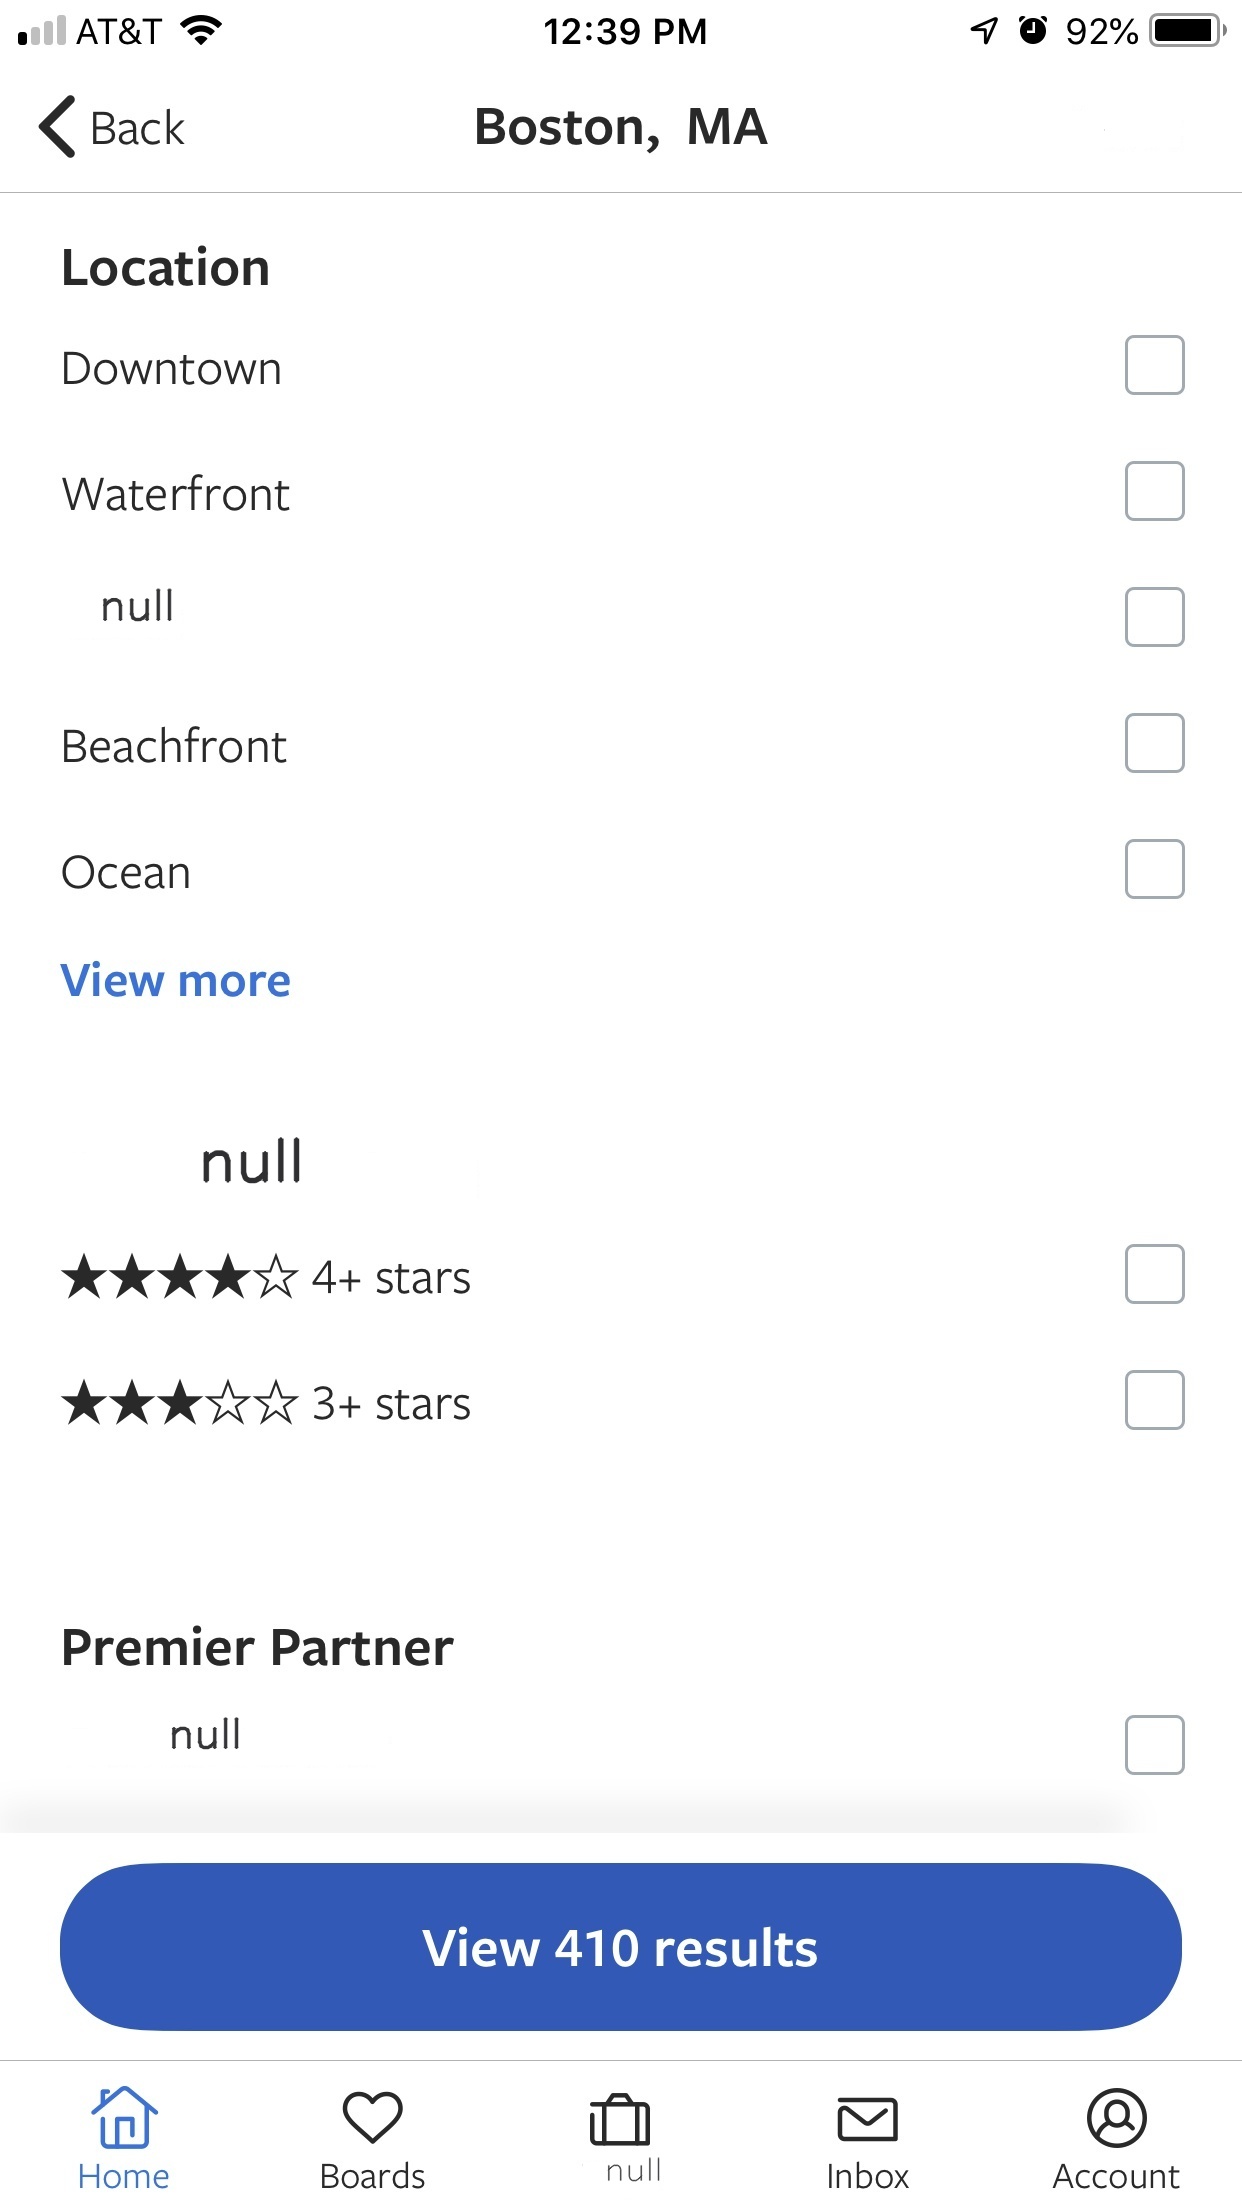 AT&T 12:39 PM 92%
Back Boston, MA
Location
Downtown
Waterfront
null
Beachfront
Ocean
View more
null
4+ stars
3+ stars
Premier Partner
null
View 410 results
Home Boards null Inbox Account